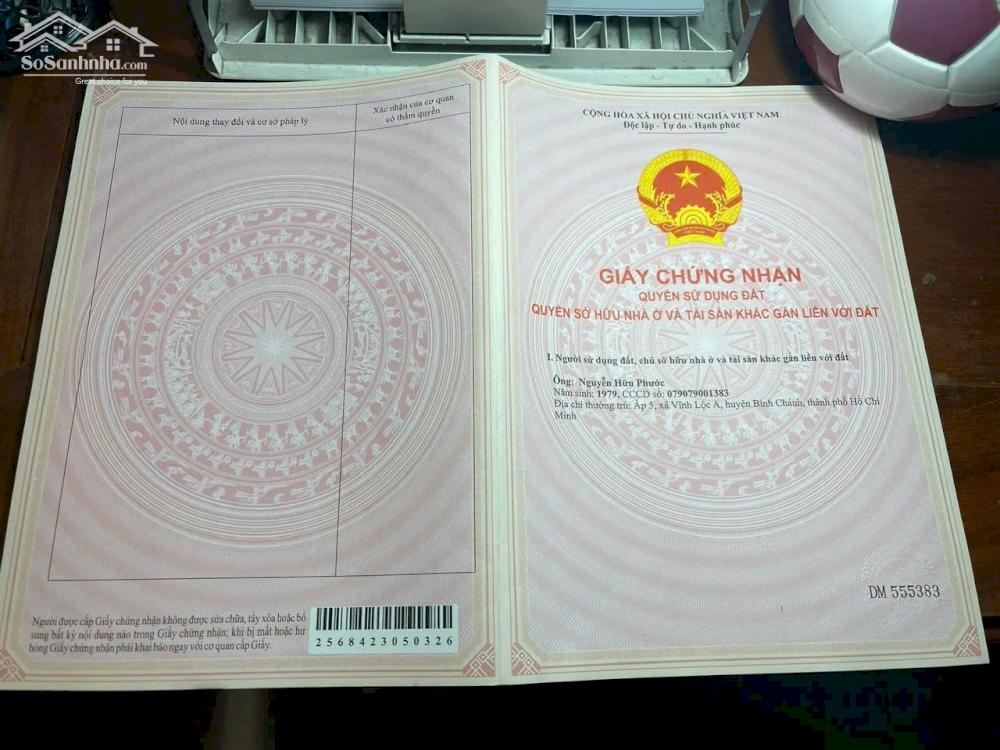 SoSanhnha.com
Great choice for you
Nội dung thay đổi và cơ sở pháp lý
Xác nhận của cơ quan
có thẩm quyền
Người được cấp Giấy chứng nhận không được sửa chữa, tẩy xóa hoặc bổ
sung bất kỳ nội dung nào trong Giấy chứng nhận; khi bị mất hoặc hư
hỏng Giấy chứng nhận phải khai báo ngay với cơ quan cấp Giấy.
2568423050326
CỘNG HÒA XÃ HỘI CHỦ NGHĨA VIỆT NAM
Độc lập - Tự do - Hạnh phúc
VIỆT NAM
GIẤY CHỨNG NHẬN
QUYỀN SỬ DỤNG ĐẤT
QUYỀN SỞ HỮU NHÀ Ở VÀ TÀI SẢN KHÁC GẮN LIỀN VỚI ĐẤT
I. Người sử dụng đất, chủ sở hữu nhà ở và tài sản khác gắn liền với đất
Ông: Nguyễn Hữu Phước
Năm sinh: 1979, CCCD số: 079079001383
Địa chỉ thường trú: Ấp 5, xã Vĩnh Lộc A, huyện Bình Chánh, thành phố Hồ Chí
Minh
DM 555383